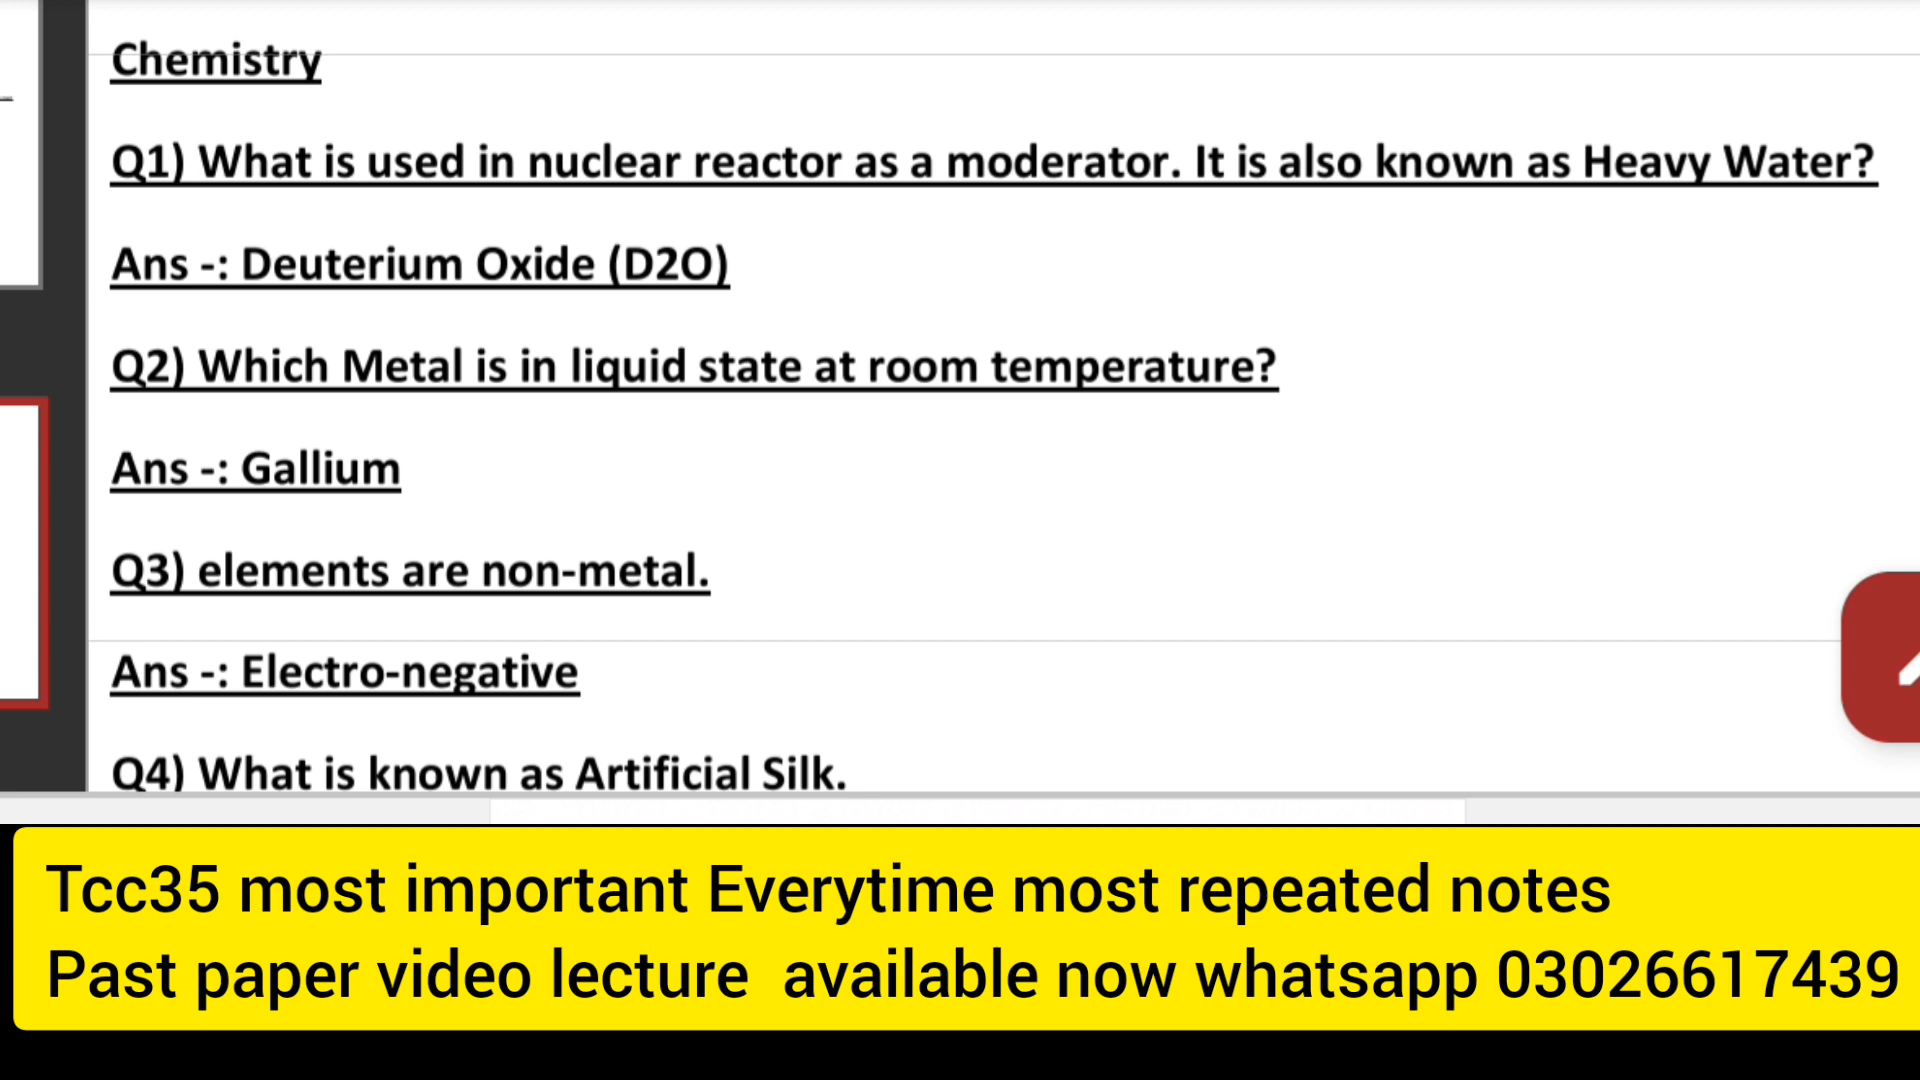 Chemistry
Q1) What is used in nuclear reactor as a moderator. It is also known as Heavy Water?
Ans -: Deuterium Oxide (D2O)
Q2) Which Metal is in liquid state at room temperature?
Ans -: Gallium
Q3) elements are non-metal.
Ans -: Electro-negative
Q4) What is known as Artificial Silk.
Tcc35 most important Everytime most repeated notes
Past paper video lecture available now whatsapp 03026617439